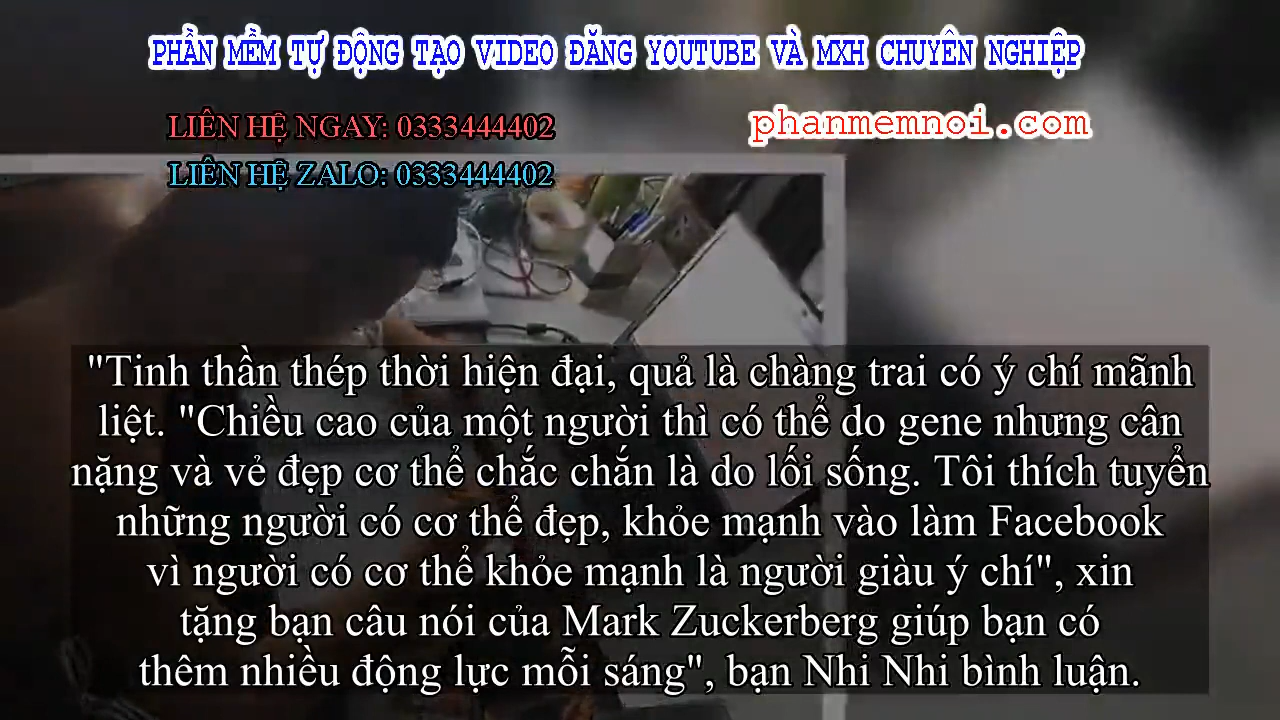 PHẦN MỀM TỰ ĐỘNG TẠO VIDEO ĐĂNG YOUTUBE VÀ MXH CHUYÊN NGHIỆP
LIÊN HỆ NGAY: 0333444402
phanmemnoi.com
LIÊN HỆ ZALO: 0333444402
"Tinh thần thép thời hiện đại, quả là chàng trai có ý chí mãnh
liệt. "Chiều cao của một người thì có thể do gene nhưng cân
nặng và vẻ đẹp cơ thể chắc chắn là do lối sống. Tôi thích tuyển
những người có cơ thể đẹp, khỏe mạnh vào làm Facebook
vì người có cơ thể khỏe mạnh là người giàu ý chí", xin
tặng bạn câu nói của Mark Zuckerberg giúp bạn có
thêm nhiều động lực mỗi sáng", bạn Nhi Nhi bình luận.